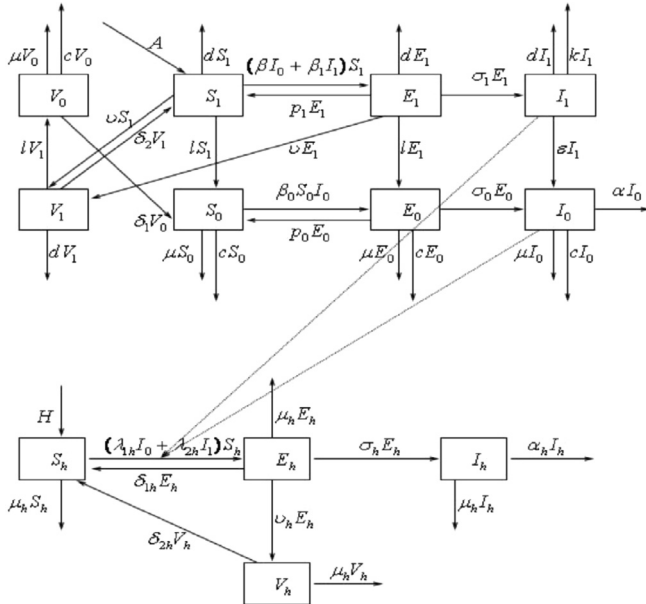 μV₀ cV₀ A dS₁ (βI₀ + β₁I₁)S₁ dE₁ σ₁E₁ dI₁ kI₁
V₀ S₁ E₁ I₁
υS₁ p₁E₁
lV₁ δ₂V₁ lS₁ υE₁ lE₁ εI₁
V₁ δ₁V₀ S₀ β₀S₀I₀ E₀ σ₀E₀ I₀ αI₀
p₀E₀
dV₁ μS₀ cS₀ μE₀ cE₀ μI₀ cI₀
H μₕEₕ
(λ₁ₕI₀ + λ₂ₕI₁)Sₕ σₕEₕ αₕIₕ
Sₕ Eₕ Iₕ
δ₁ₕEₕ
μₕSₕ υₕEₕ μₕIₕ
δ₂ₕVₕ
Vₕ μₕVₕ